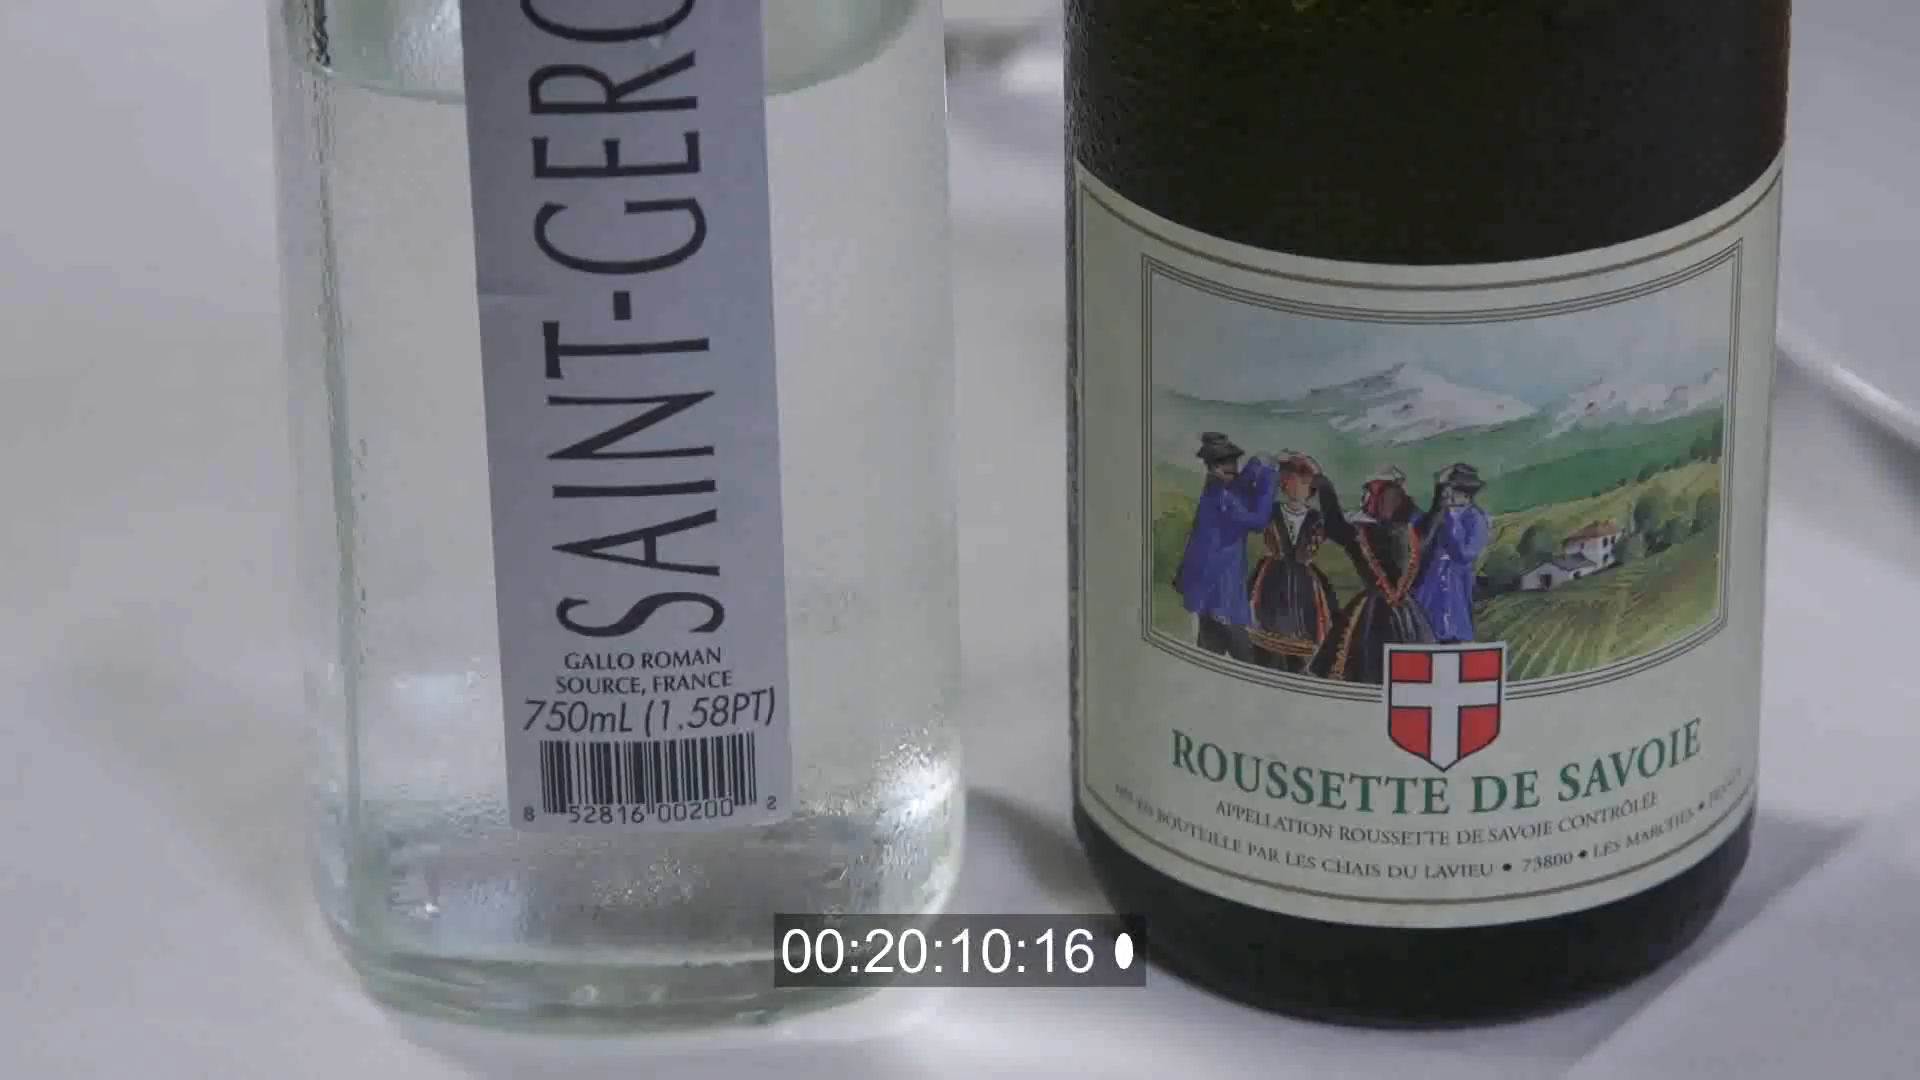 SAINT-GERO
GALLO ROMAN
SOURCE, FRANCE
750mL (1.58PT)
8 52816 00200 2
ROUSSETTE DE SAVOIE
APPELLATION ROUSSETTE DE SAVOIE CONTRÔLÉE
EN BOUTEILLE PAR LES CHAIS DU LAVIEU • 73800 • LES MARCHES •
00:20:10:16